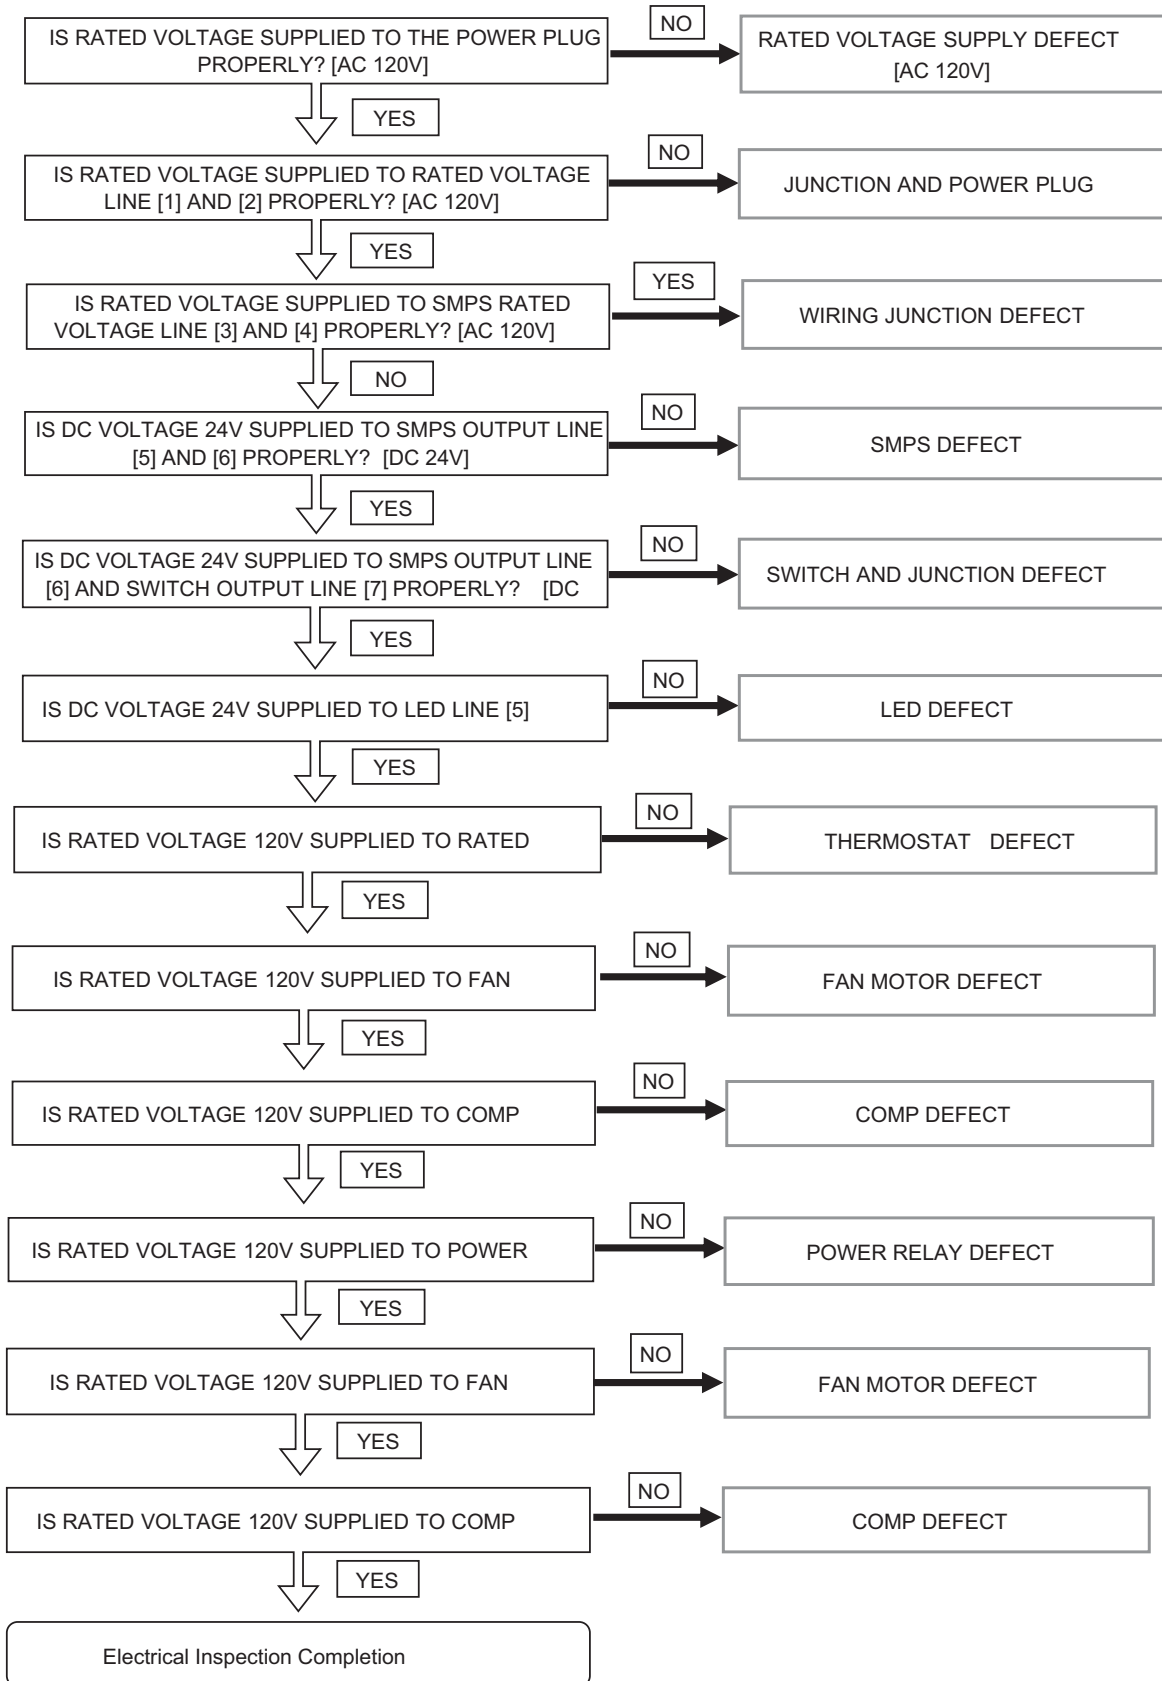 IS RATED VOLTAGE SUPPLIED TO THE POWER PLUG
PROPERLY? [AC 120V]
NO
RATED VOLTAGE SUPPLY DEFECT
[AC 120V]
YES
IS RATED VOLTAGE SUPPLIED TO RATED VOLTAGE
LINE [1] AND [2] PROPERLY? [AC 120V]
NO
JUNCTION AND POWER PLUG
YES
IS RATED VOLTAGE SUPPLIED TO SMPS RATED
VOLTAGE LINE [3] AND [4] PROPERLY? [AC 120V]
YES
WIRING JUNCTION DEFECT
NO
IS DC VOLTAGE 24V SUPPLIED TO SMPS OUTPUT LINE
[5] AND [6] PROPERLY? [DC 24V]
NO
SMPS DEFECT
YES
IS DC VOLTAGE 24V SUPPLIED TO SMPS OUTPUT LINE
[6] AND SWITCH OUTPUT LINE [7] PROPERLY? [DC
NO
SWITCH AND JUNCTION DEFECT
YES
IS DC VOLTAGE 24V SUPPLIED TO LED LINE [5]
NO
LED DEFECT
YES
IS RATED VOLTAGE 120V SUPPLIED TO RATED
NO
THERMOSTAT DEFECT
YES
IS RATED VOLTAGE 120V SUPPLIED TO FAN
NO
FAN MOTOR DEFECT
YES
IS RATED VOLTAGE 120V SUPPLIED TO COMP
NO
COMP DEFECT
YES
IS RATED VOLTAGE 120V SUPPLIED TO POWER
NO
POWER RELAY DEFECT
YES
IS RATED VOLTAGE 120V SUPPLIED TO FAN
NO
FAN MOTOR DEFECT
YES
IS RATED VOLTAGE 120V SUPPLIED TO COMP
NO
COMP DEFECT
YES
Electrical Inspection Completion